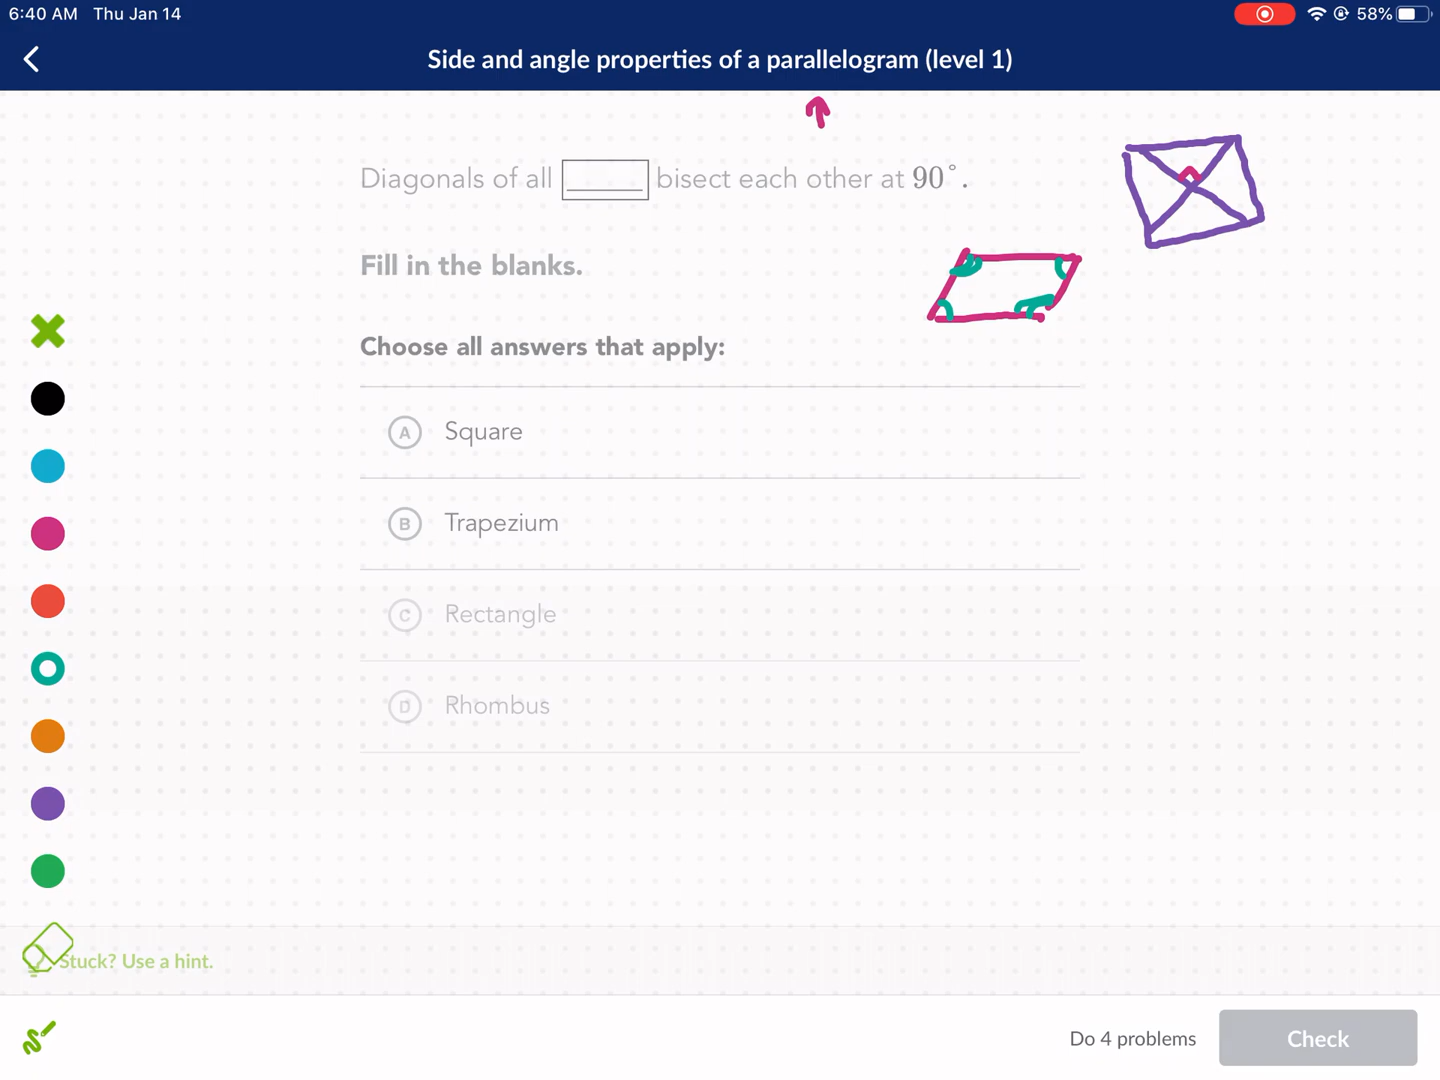 6:40 AM Thu Jan 14
58%
Side and angle properties of a parallelogram (level 1)
Diagonals of all ______ bisect each other at 90°.
Fill in the blanks.
Choose all answers that apply:
A Square
B Trapezium
C Rectangle
D Rhombus
Stuck? Use a hint.
Do 4 problems
Check